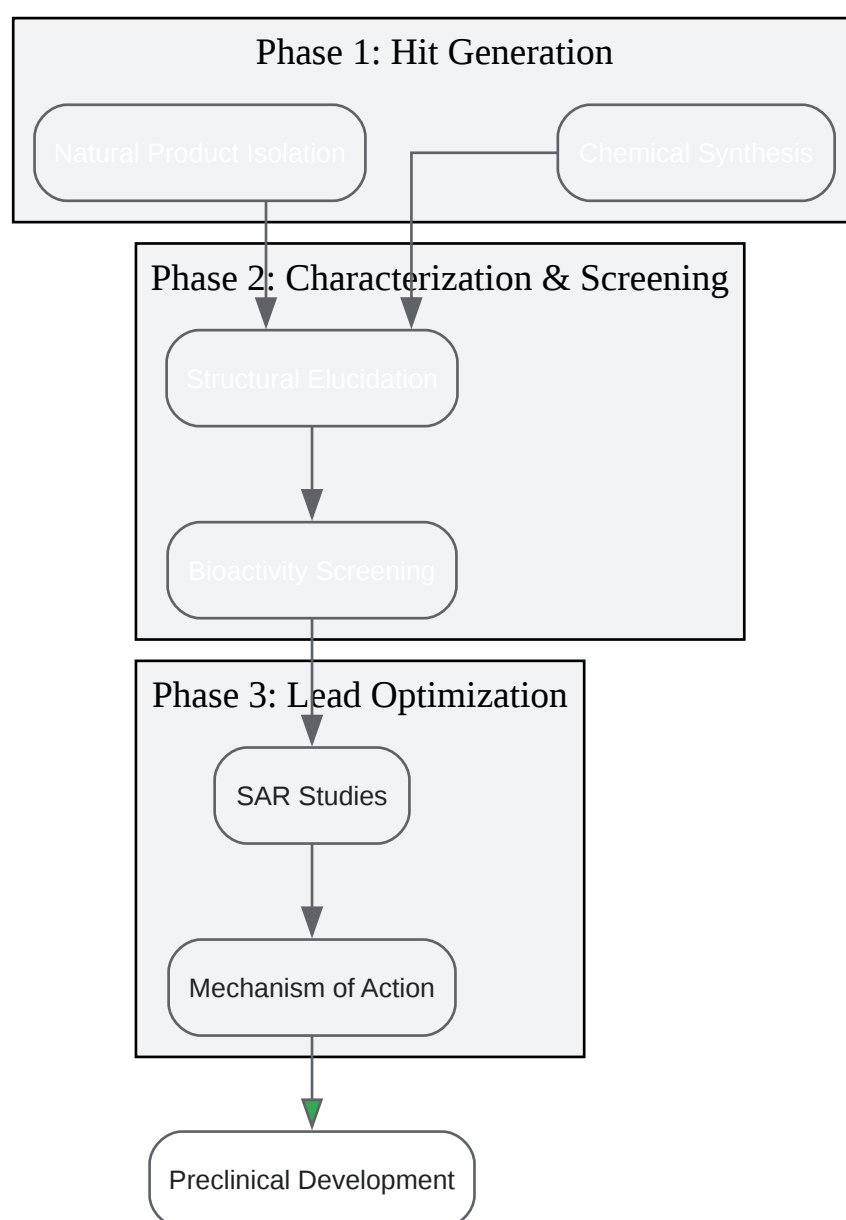 Phase 1: Hit Generation
Natural Product Isolation
Chemical Synthesis
Phase 2: Characterization & Screening
Structural Elucidation
Bioactivity Screening
Phase 3: Lead Optimization
SAR Studies
Mechanism of Action
Preclinical Development